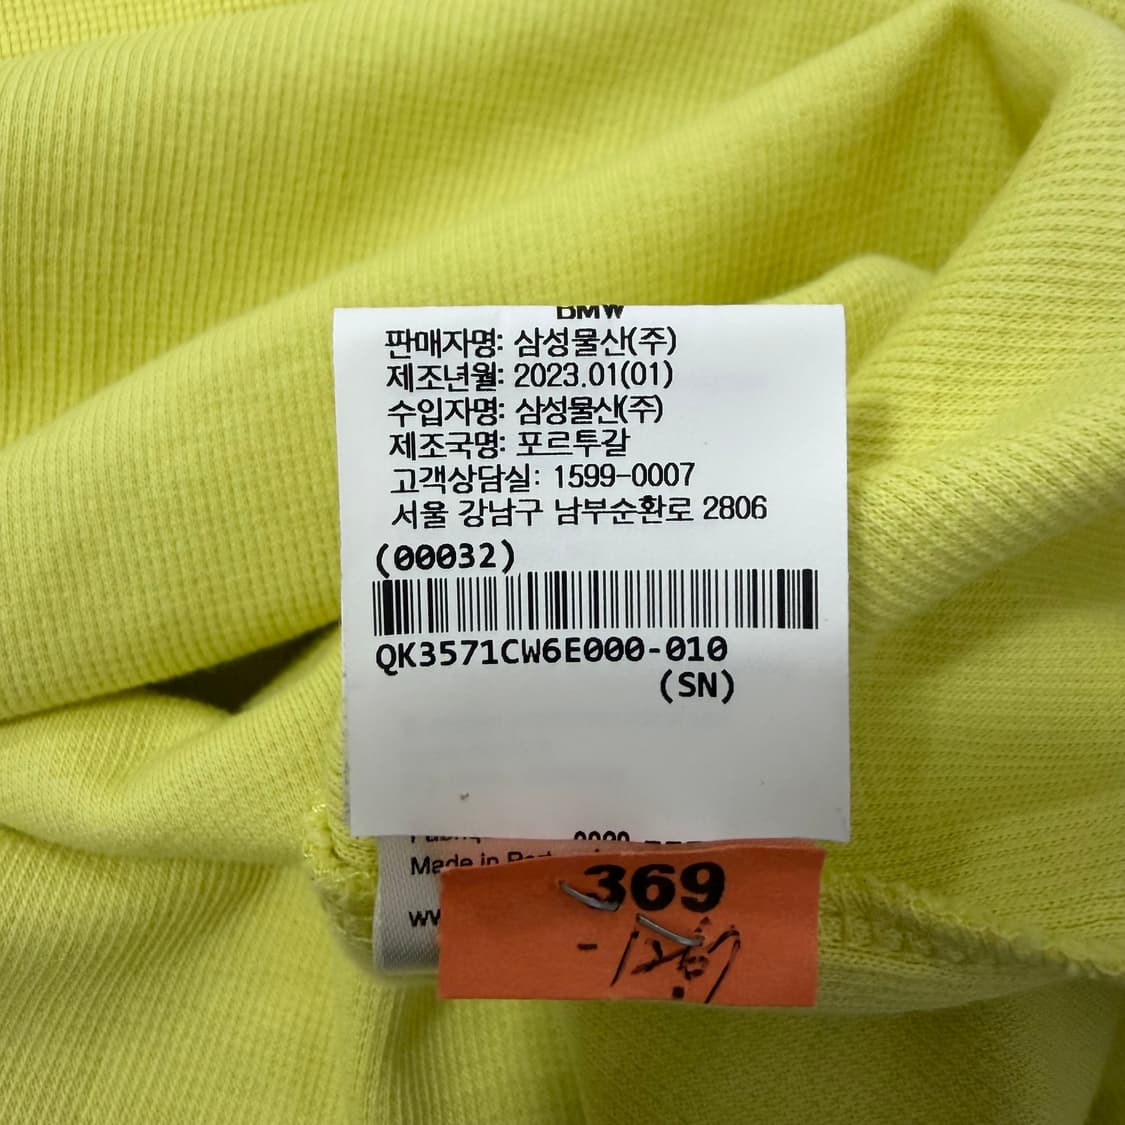 BMW
판매자명: 삼성물산(주)
제조년월: 2023.01(01)
수입자명: 삼성물산(주)
제조국명: 포르투갈
고객상담실: 1599-0007
서울 강남구 남부순환로 2806
(00032)
QK3571CW6E000-010
(SN)
Made in
369